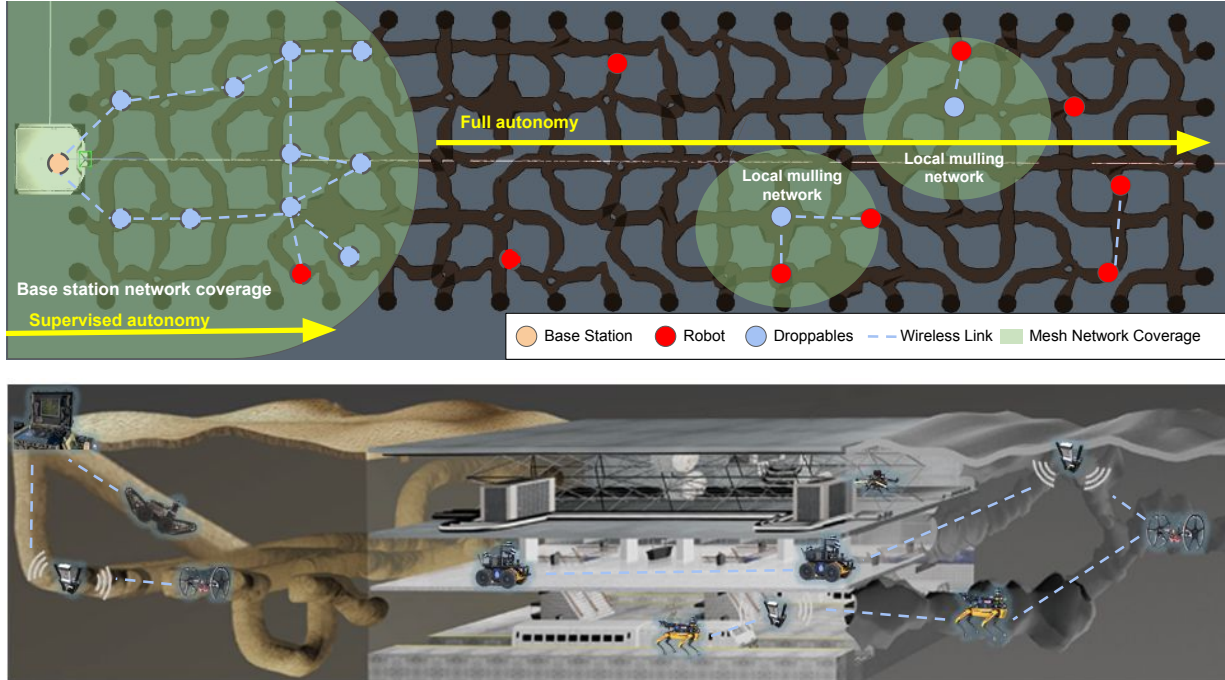 Full autonomy
Local mulling
network
Local mulling
network
Base station network coverage
Supervised autonomy
Base Station
Robot
Droppables
Wireless Link
Mesh Network Coverage